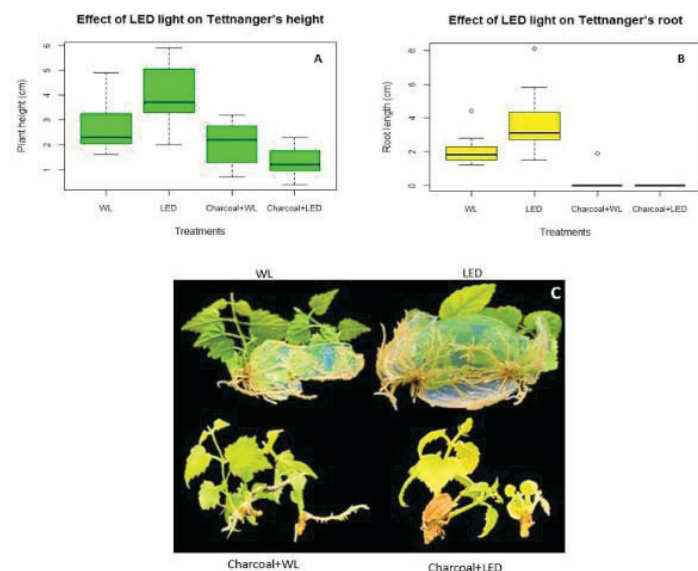 Effect of LED light on Tettnanger's height
A
Plant height (cm)
6
5
4
3
2
1
WL
LED
Charcoal+WL
Charcoal+LED
Treatments
Effect of LED light on Tettnanger's root
B
Root length (cm)
8
6
4
2
0
WL
LED
Charcoal+WL
Charcoal+LED
Treatments
WL
LED
C
Charcoal+WL
Charcoal+LED